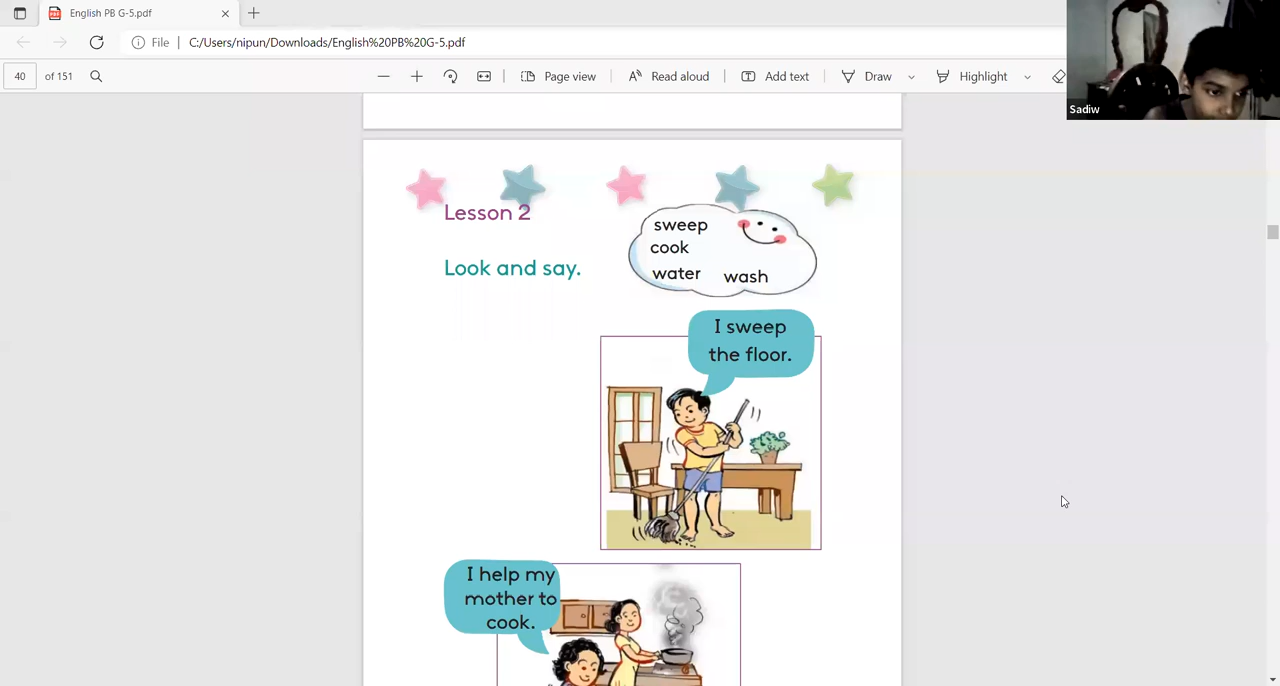 English PB G-5.pdf
File | C:/Users/nipun/Downloads/English%20PB%20G-5.pdf
40 of 151 Page view Read aloud Add text Draw Highlight
Sadiw
Lesson 2
Look and say.
sweep
cook
water wash
I sweep
the floor.
I help my
mother to
cook.